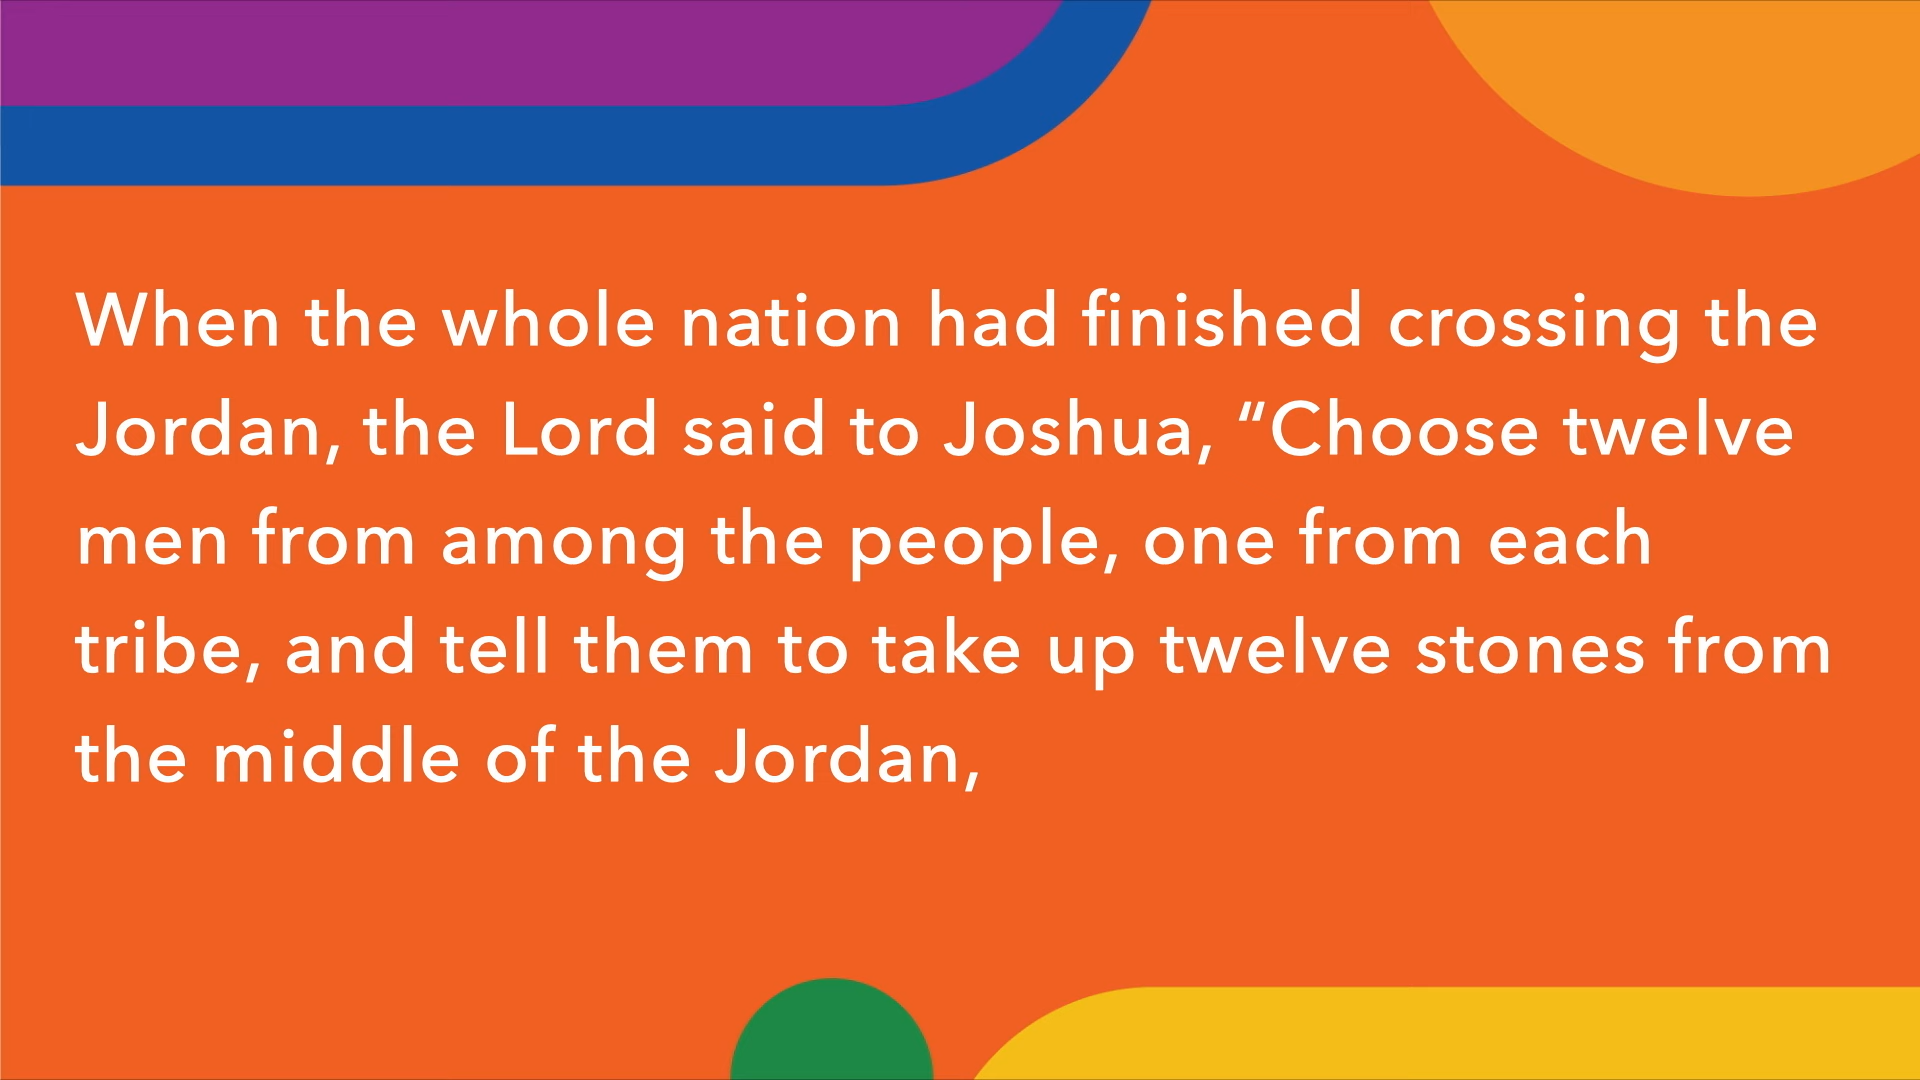 When the whole nation had finished crossing the
Jordan, the Lord said to Joshua, “Choose twelve
men from among the people, one from each
tribe, and tell them to take up twelve stones from
the middle of the Jordan,